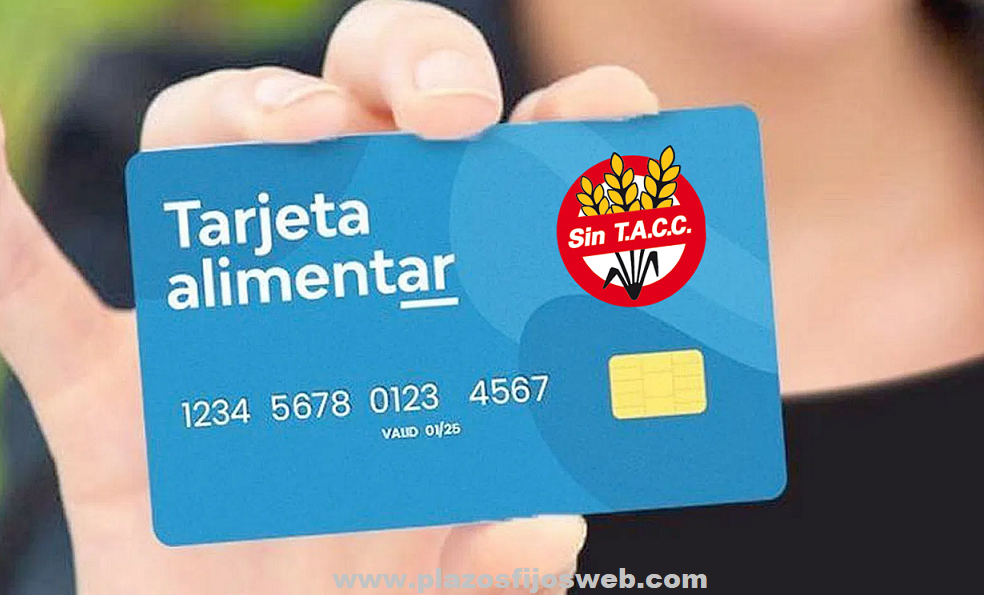 Tarjeta
alimentar
Sin T.A.C.C.
1234 5678 0123 4567
VALID 01/25
www.plazosfijosweb.com